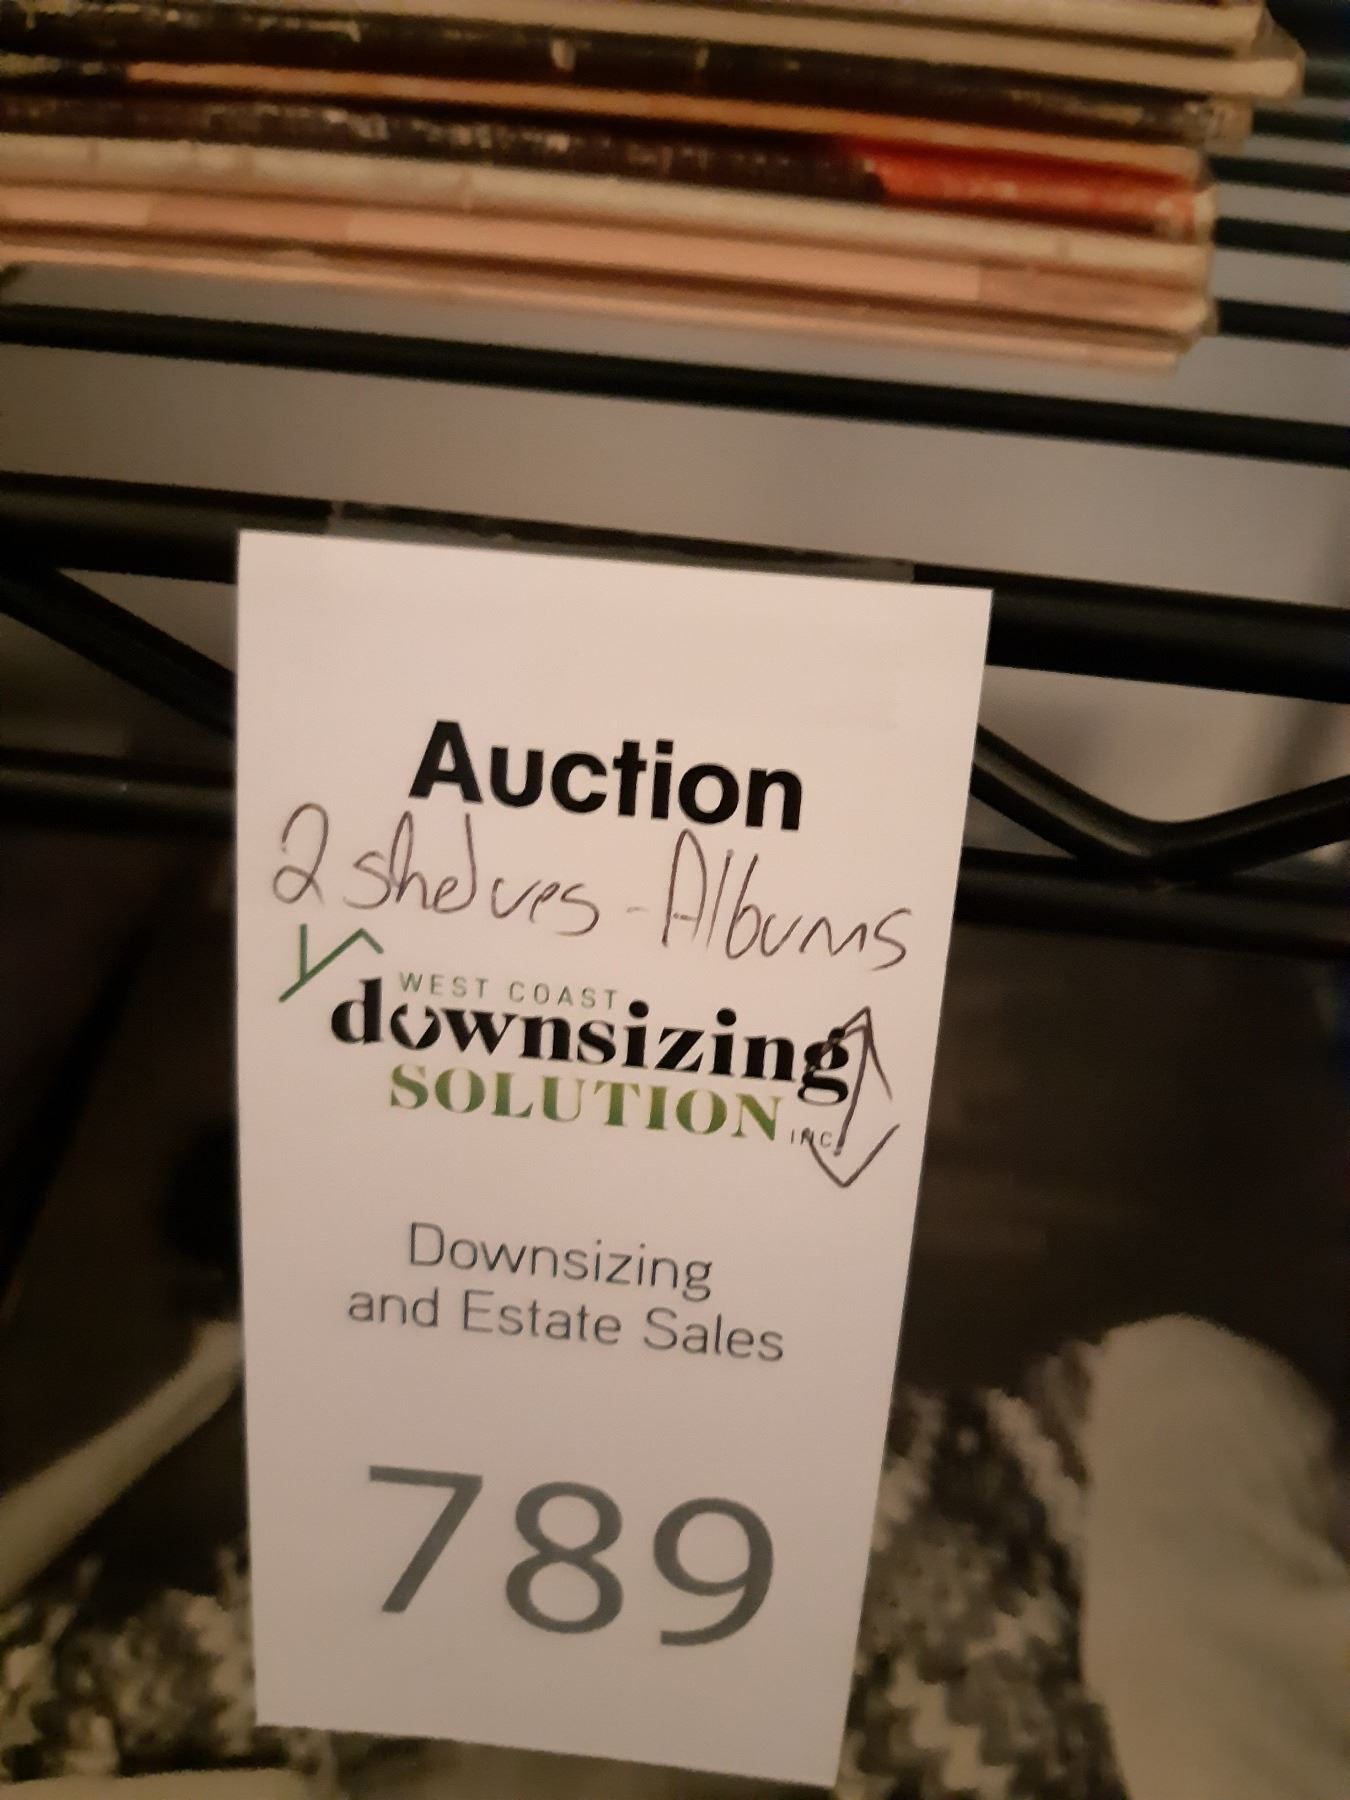 Auction
2 Shelves - Albums
WEST COAST
downsizing
SOLUTION INC.
Downsizing
and Estate Sales
789